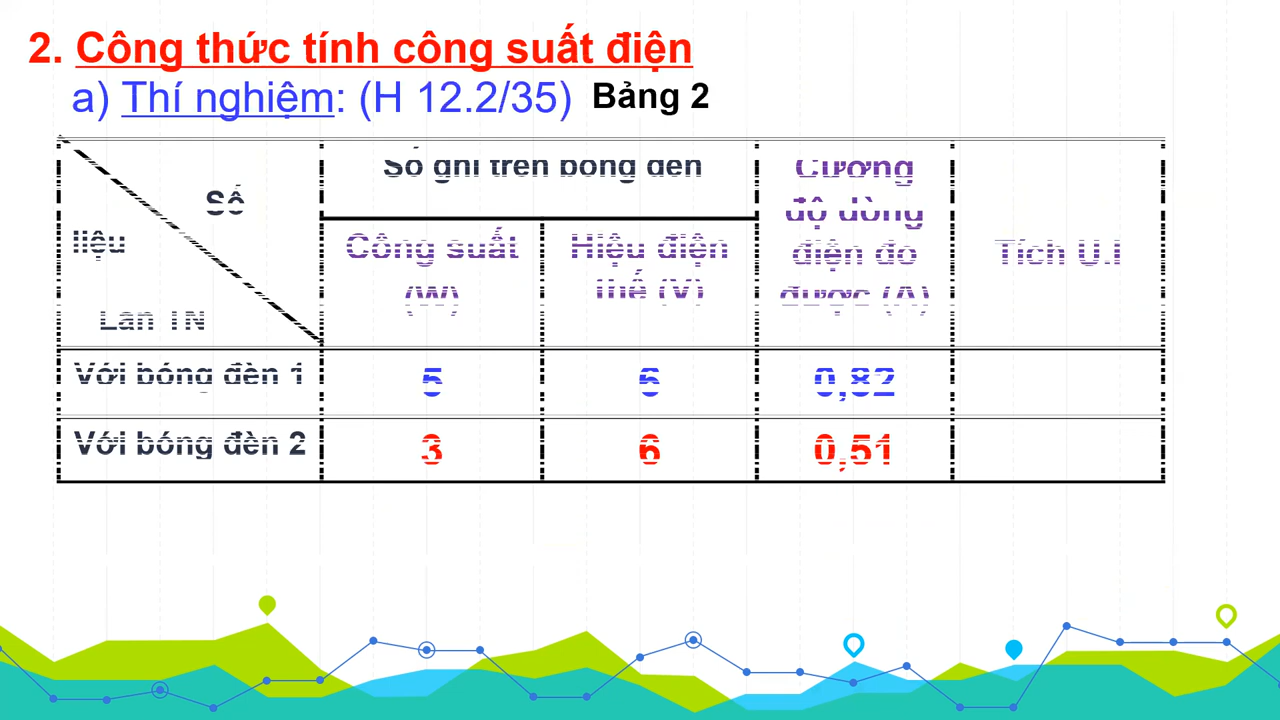 2. Công thức tính công suất điện
a) Thí nghiệm: (H 12.2/35) Bảng 2
Số
liệu
Lần TN
Số ghi trên bóng đèn
Công suất
(W)
Hiệu điện
thế (V)
Cường
độ dòng
điện đo
được (A)
Tích U.I
Với bóng đèn 1
5
6
0,82
Với bóng đèn 2
3
6
0,51